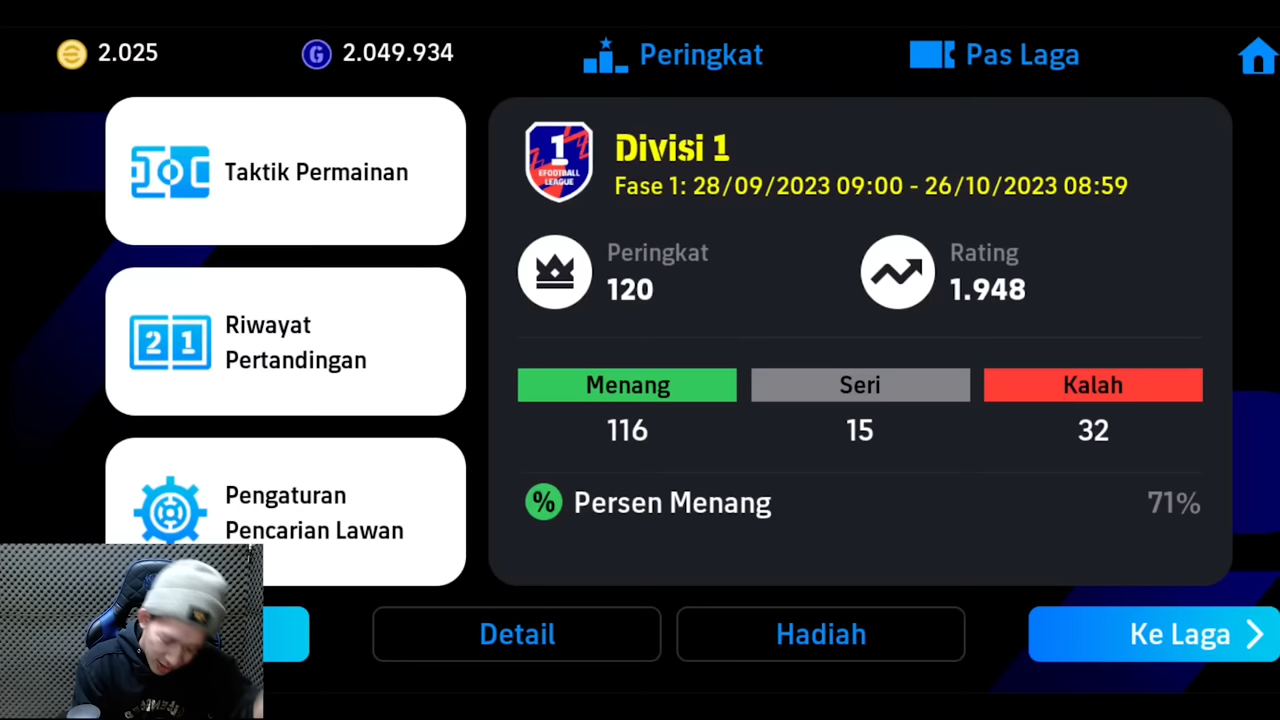 2.025
2.049.934
Peringkat
Pas Laga
Taktik Permainan
Riwayat
Pertandingan
2 1
Pengaturan
Pencarian Lawan
1
EFOOTBALL
LEAGUE
Divisi 1
Fase 1: 28/09/2023 09:00 - 26/10/2023 08:59
Peringkat
120
Rating
1.948
Menang
Seri
Kalah
116
15
32
% Persen Menang
71%
Detail
Hadiah
Ke Laga